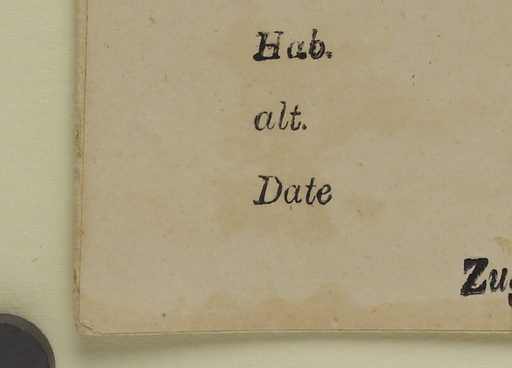 Hab.
alt.
Date